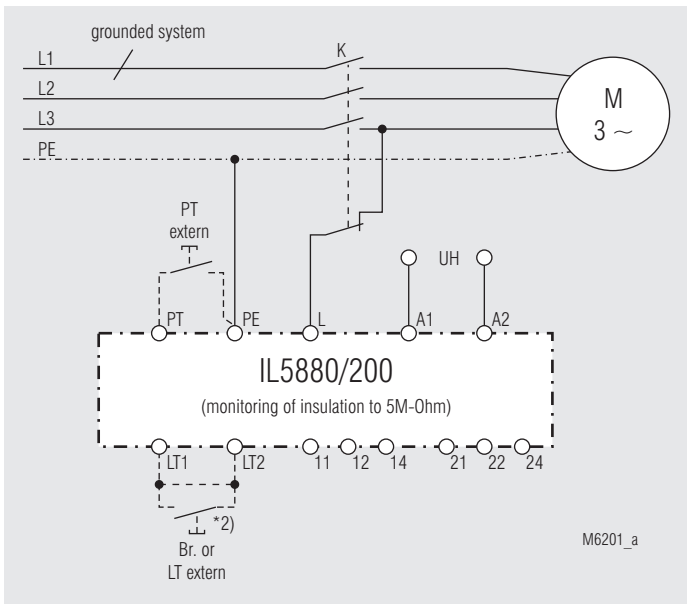 grounded system
L1
K
L2
M
3 ~
L3
PE
PT
extern
UH
PT
PE
L
A1
A2
IL5880/200
(monitoring of insulation to 5M-Ohm)
LT1
LT2
11
12
14
21
22
24
*2)
Br. or
LT extern
M6201_a